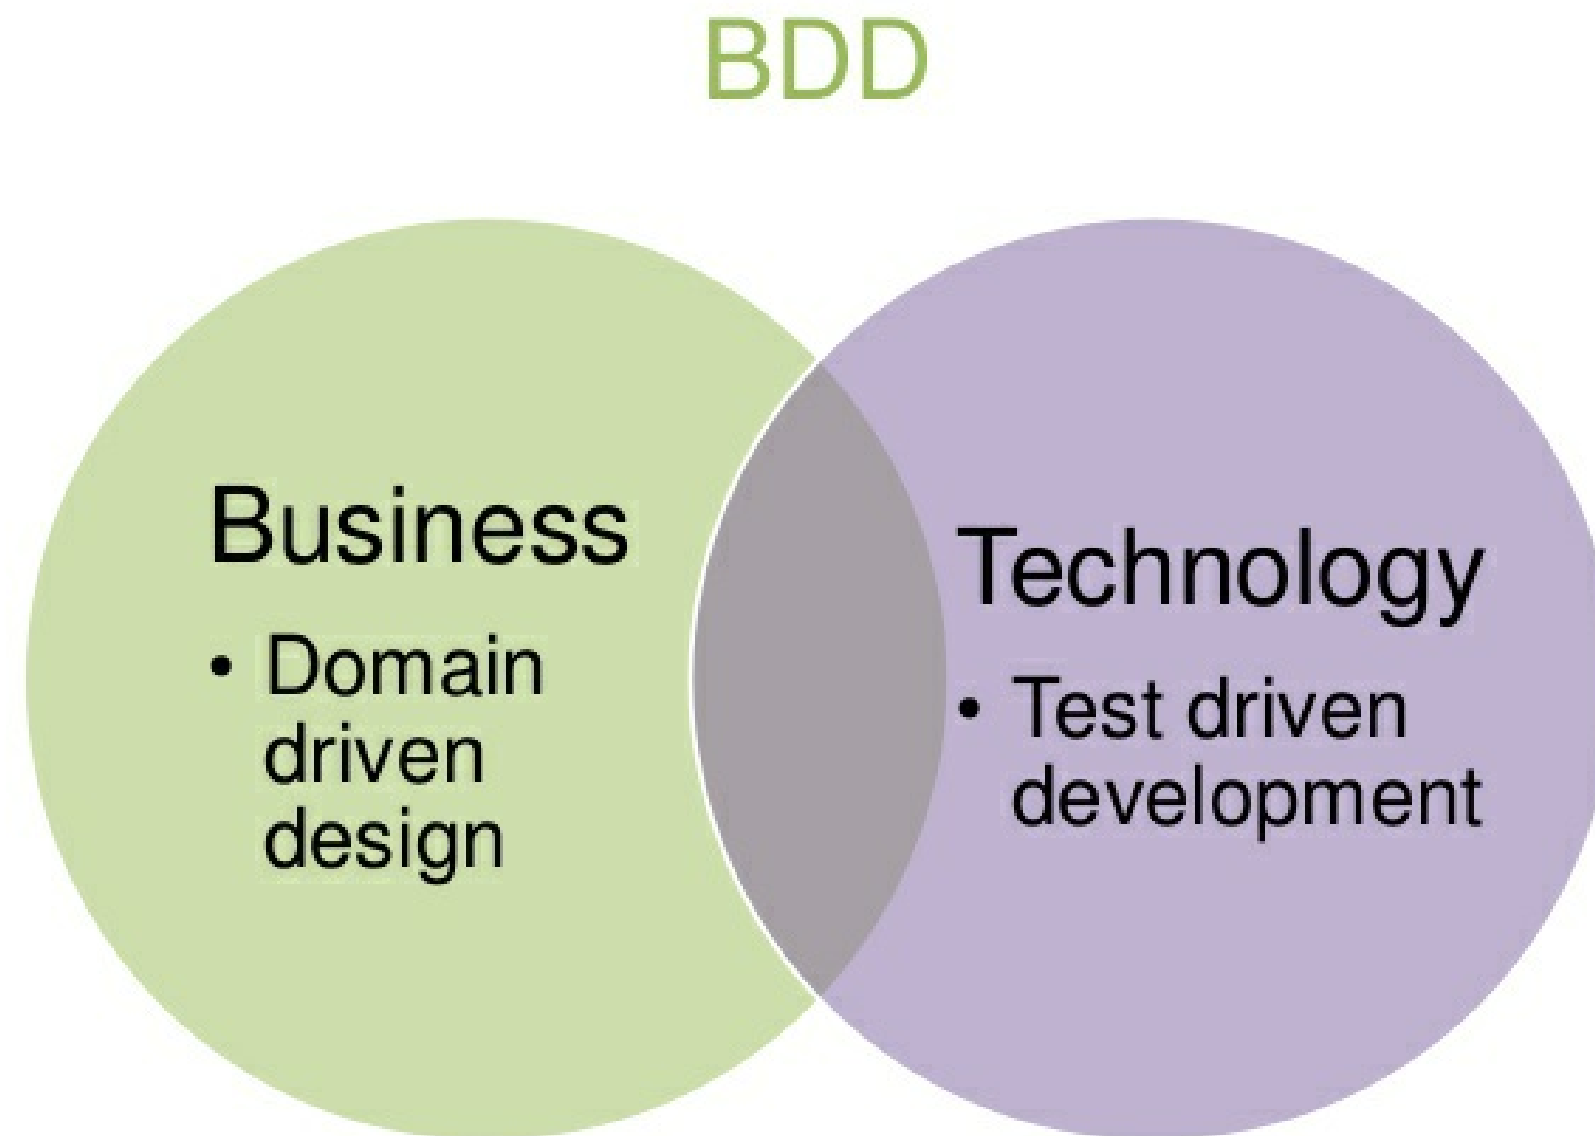 BDD
Business
• Domain
driven
design
Technology
• Test driven
development